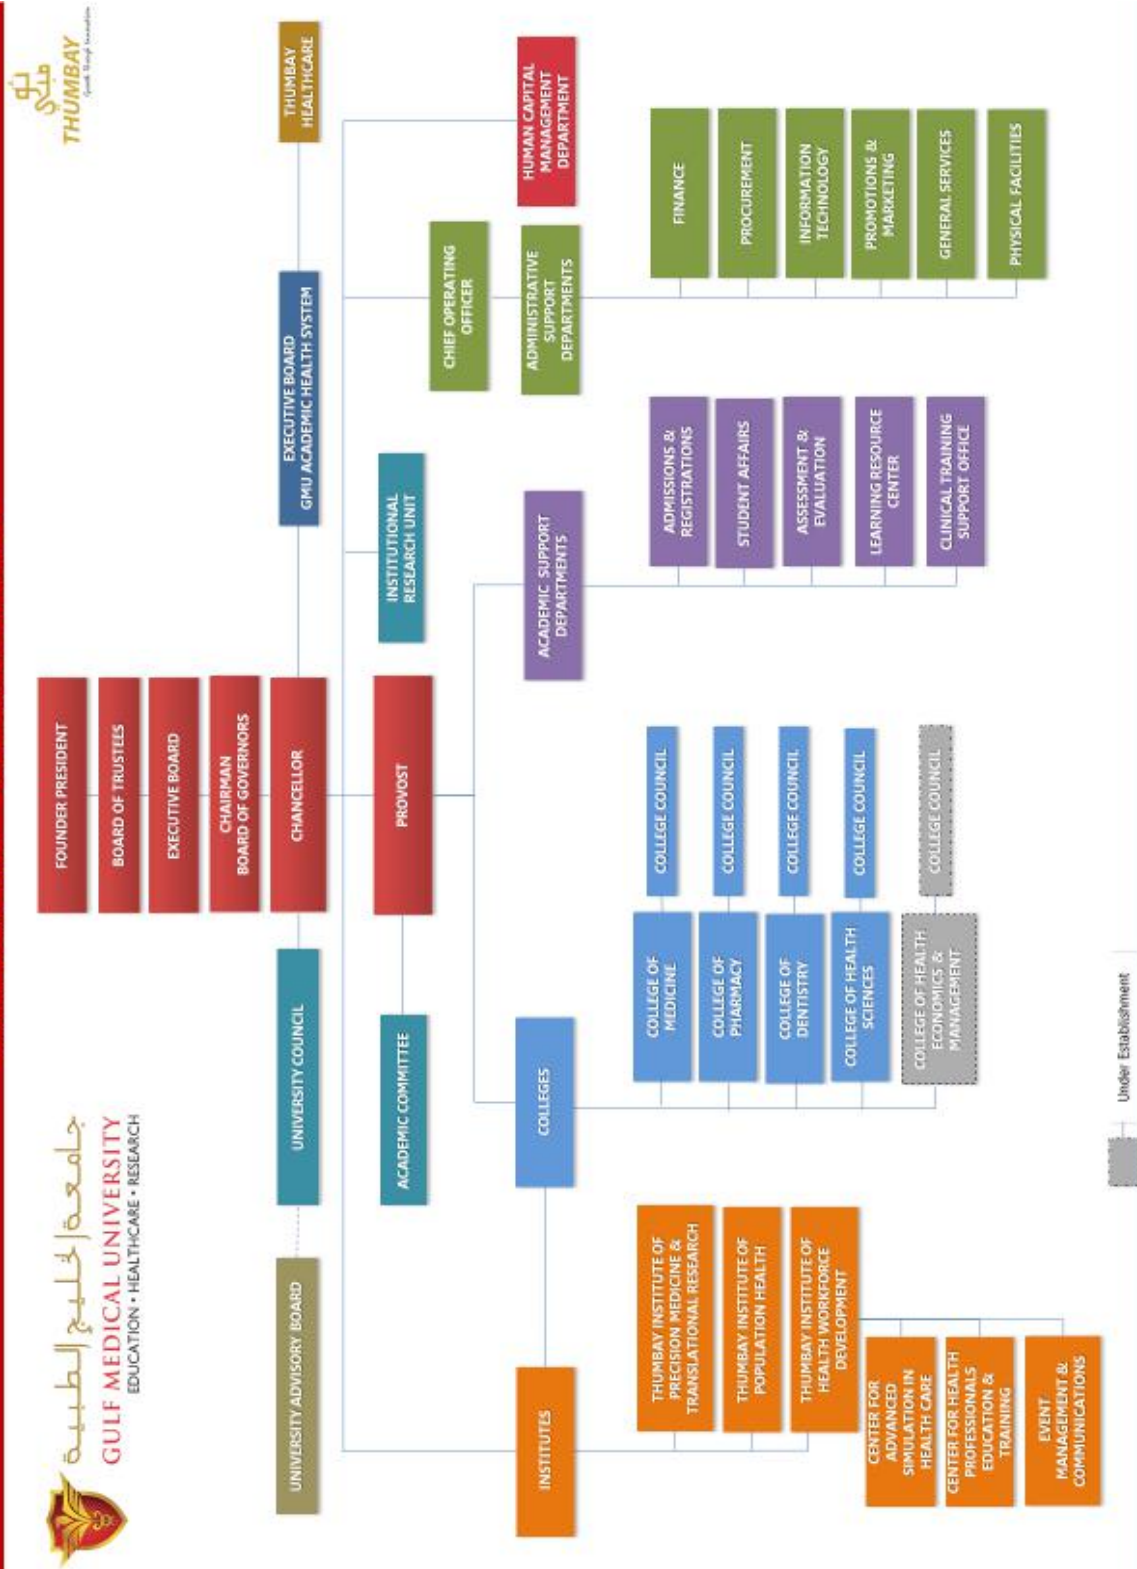 جامعة الخليج الطبية
GULF MEDICAL UNIVERSITY
EDUCATION • HEALTHCARE • RESEARCH
ثومبي
THUMBAY
FOUNDER PRESIDENT
BOARD OF TRUSTEES
EXECUTIVE BOARD
CHAIRMAN
BOARD OF GOVERNORS
UNIVERSITY ADVISORY BOARD
UNIVERSITY COUNCIL
CHANCELLOR
EXECUTIVE BOARD
GMU ACADEMIC HEALTH SYSTEM
THUMBAY
HEALTHCARE
ACADEMIC COMMITTEE
PROVOST
INSTITUTIONAL
RESEARCH UNIT
CHIEF OPERATING
OFFICER
INSTITUTES
COLLEGES
ACADEMIC SUPPORT
DEPARTMENTS
ADMINISTRATIVE
SUPPORT
DEPARTMENTS
HUMAN CAPITAL
MANAGEMENT
DEPARTMENT
THUMBAY INSTITUTE OF
PRECISION MEDICINE &
TRANSLATIONAL RESEARCH
THUMBAY INSTITUTE OF
POPULATION HEALTH
THUMBAY INSTITUTE OF
HEALTH WORKFORCE
DEVELOPMENT
CENTER FOR
ADVANCED
SIMULATION IN
HEALTH CARE
CENTER FOR HEALTH
PROFESSIONALS
EDUCATION &
TRAINING
EVENT
MANAGEMENT &
COMMUNICATIONS
COLLEGE OF
MEDICINE
COLLEGE COUNCIL
COLLEGE OF
PHARMACY
COLLEGE COUNCIL
COLLEGE OF
DENTISTRY
COLLEGE COUNCIL
COLLEGE OF HEALTH
SCIENCES
COLLEGE COUNCIL
COLLEGE OF HEALTH
ECONOMICS &
MANAGEMENT
COLLEGE COUNCIL
ADMISSIONS &
REGISTRATIONS
STUDENT AFFAIRS
ASSESSMENT &
EVALUATION
LEARNING RESOURCE
CENTER
CLINICAL TRAINING
SUPPORT OFFICE
FINANCE
PROCUREMENT
INFORMATION
TECHNOLOGY
PROMOTIONS &
MARKETING
GENERAL SERVICES
PHYSICAL FACILITIES
Under Establishment